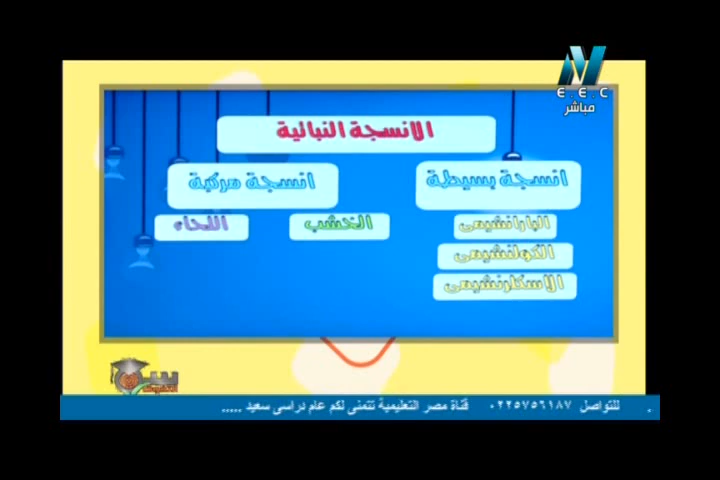 E.E.C
مباشر
الانسجة النباتية
انسجة بسيطة
انسجة مركبة
البارانشيمى
الخشب
اللحاء
الكولنشيمى
الاسكلرنشيمى
للتواصل ٠٢٢٥٧٥٦١٨٧ قناة مصر التعليمية تتمنى لكم عام دراسى سعيد .....